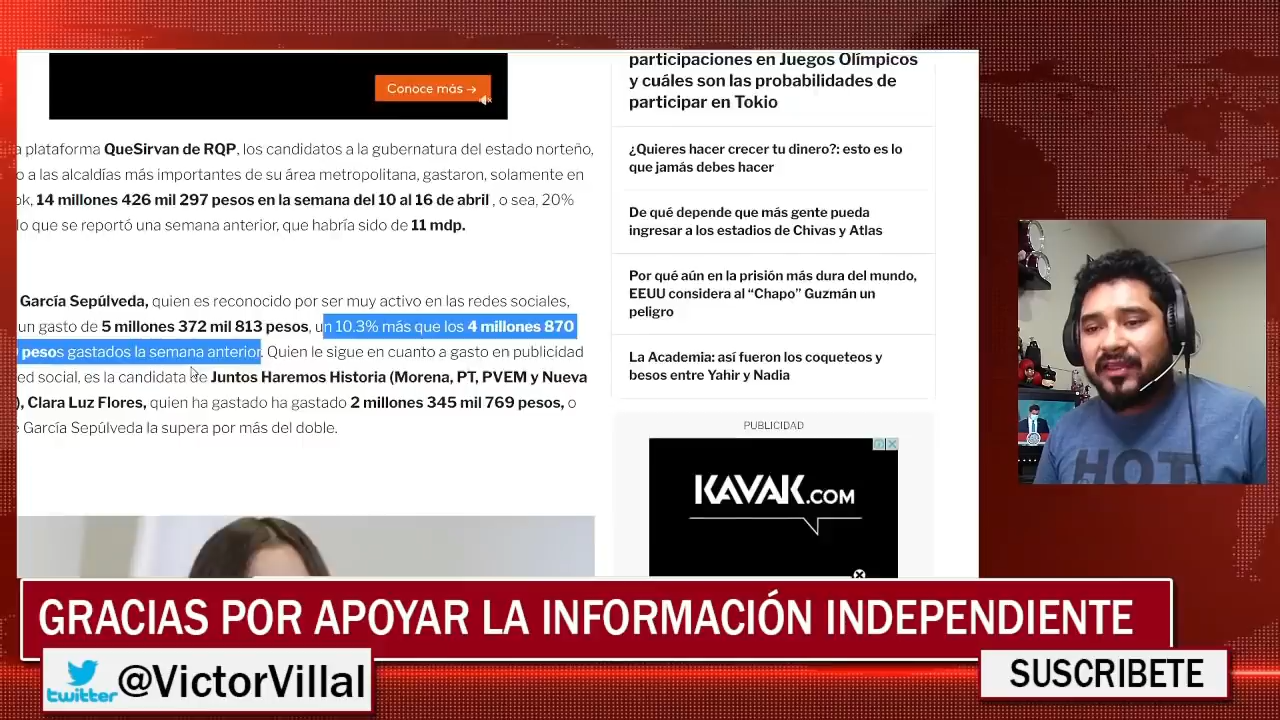 Conoce más →
a plataforma QueSirvan de RQP, los candidatos a la gubernatura del estado norteño,
o a las alcaldías más importantes de su área metropolitana, gastaron, solamente en
ok, 14 millones 426 mil 297 pesos en la semana del 10 al 16 de abril , o sea, 20%
lo que se reportó una semana anterior, que habría sido de 11 mdp.
García Sepúlveda, quien es reconocido por ser muy activo en las redes sociales,
un gasto de 5 millones 372 mil 813 pesos, un 10.3% más que los 4 millones 870
pesos gastados la semana anterior. Quien le sigue en cuanto a gasto en publicidad
ed social, es la candidata de Juntos Haremos Historia (Morena, PT, PVEM y Nueva
), Clara Luz Flores, quien ha gastado ha gastado 2 millones 345 mil 769 pesos, o
García Sepúlveda la supera por más del doble.
participaciones en Juegos Olímpicos
y cuáles son las probabilidades de
participar en Tokio
¿Quieres hacer crecer tu dinero?: esto es lo
que jamás debes hacer
De qué depende que más gente pueda
ingresar a los estadios de Chivas y Atlas
Por qué aún en la prisión más dura del mundo,
EEUU considera al “Chapo” Guzmán un
peligro
La Academia: así fueron los coqueteos y
besos entre Yahir y Nadia
PUBLICIDAD
KAVAK.COM
HOT
GRACIAS POR APOYAR LA INFORMACIÓN INDEPENDIENTE
twitter @VictorVillal
SUSCRIBETE